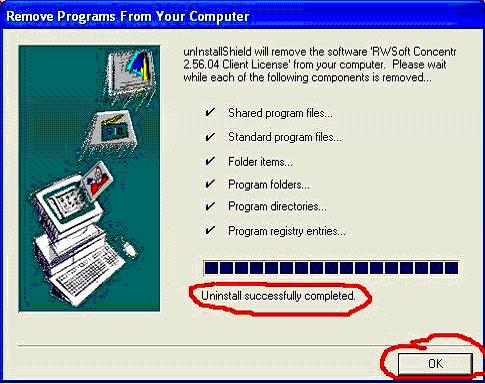 Remove Programs From Your Computer
unInstallShield will remove the software 'RWSoft Concentr
2.56.04 Client License' from your computer. Please wait
while each of the following components is removed...
✓ Shared program files...
✓ Standard program files...
✓ Folder items...
✓ Program folders...
✓ Program directories...
✓ Program registry entries...
Uninstall successfully completed.
OK